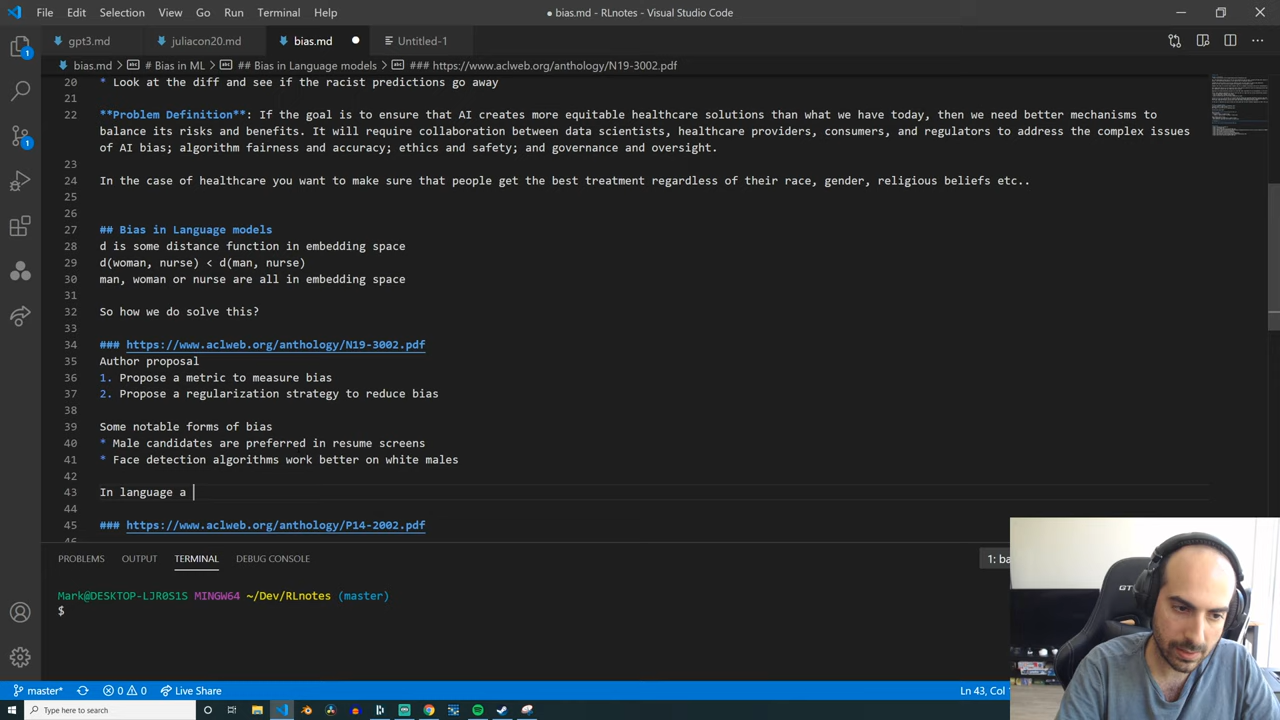 File Edit Selection View Go Run Terminal Help
● bias.md - RLnotes - Visual Studio Code
gpt3.md juliacon20.md bias.md Untitled-1
bias.md > # Bias in ML > ## Bias in Language models > ### https://www.aclweb.org/anthology/N19-3002.pdf
20 * Look at the diff and see if the racist predictions go away
21
22 **Problem Definition**: If the goal is to ensure that AI creates more equitable healthcare solutions than what we have today, then we need better mechanisms to
balance its risks and benefits. It will require collaboration between data scientists, healthcare providers, consumers, and regulators to address the complex issues
of AI bias; algorithm fairness and accuracy; ethics and safety; and governance and oversight.
23
24 In the case of healthcare you want to make sure that people get the best treatment regardless of their race, gender, religious beliefs etc..
25
26
27 ## Bias in Language models
28 d is some distance function in embedding space
29 d(woman, nurse) < d(man, nurse)
30 man, woman or nurse are all in embedding space
31
32 So how we do solve this?
33
34 ### https://www.aclweb.org/anthology/N19-3002.pdf
35 Author proposal
36 1. Propose a metric to measure bias
37 2. Propose a regularization strategy to reduce bias
38
39 Some notable forms of bias
40 * Male candidates are preferred in resume screens
41 * Face detection algorithms work better on white males
42
43 In language a
44
45 ### https://www.aclweb.org/anthology/P14-2002.pdf
46
PROBLEMS OUTPUT TERMINAL DEBUG CONSOLE
1: ba
Mark@DESKTOP-LJR0S1S MINGW64 ~/Dev/RLnotes (master)
$
master* 0 0 Live Share
Ln 43, Col
Type here to search